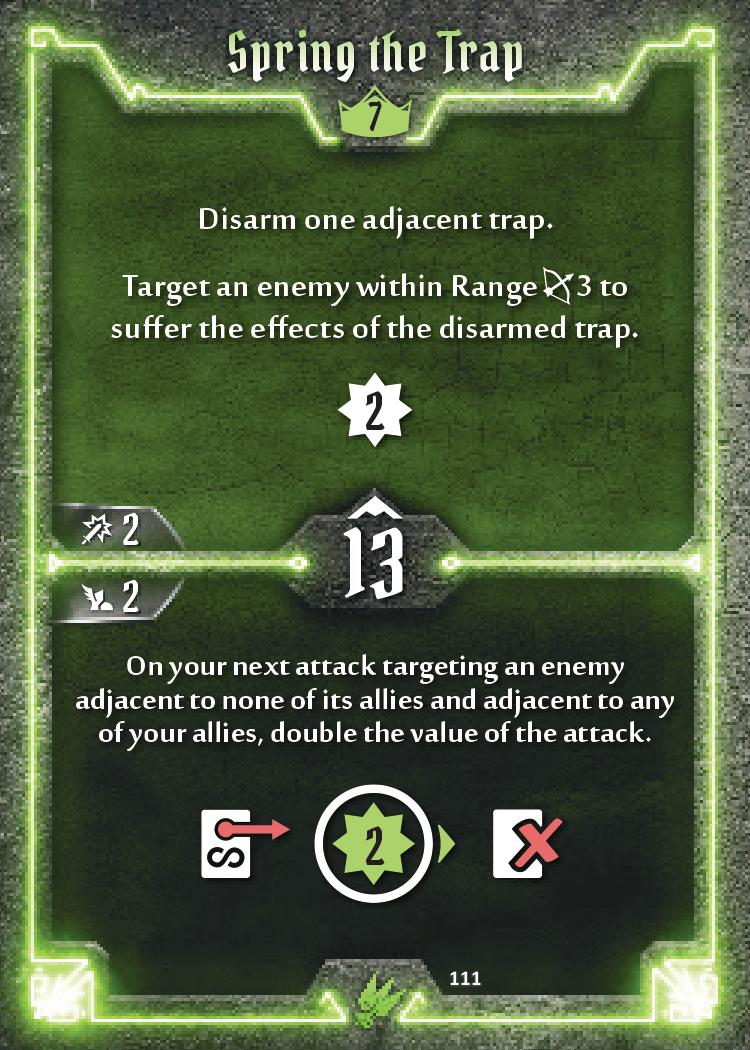 Spring the Trap
7
Disarm one adjacent trap.
Target an enemy within Range 3 to
suffer the effects of the disarmed trap.
2
2
13
2
On your next attack targeting an enemy
adjacent to none of its allies and adjacent to any
of your allies, double the value of the attack.
2
111